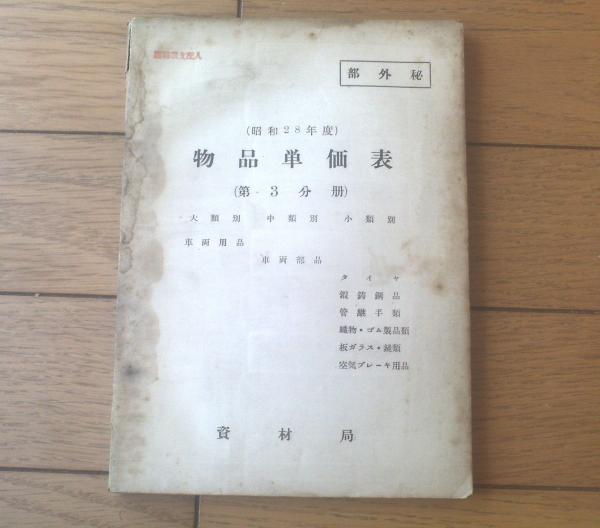 部外秘
(昭和28年度)
物品単価表
(第3分冊)
大類別 中類別 小類別
車両用品
車両部品
タイヤ
鍛鋳鋼品
管継手類
織物・ゴム製品類
板ガラス・鏡類
空気ブレーキ用品
資材局